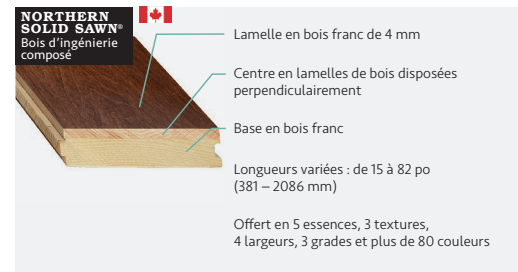 NORTHERN
SOLID SAWN®
Bois d'ingénierie
composé
Lamelle en bois franc de 4 mm
Centre en lamelles de bois disposées
perpendiculairement
Base en bois franc
Longueurs variées : de 15 à 82 po
(381 – 2086 mm)
Offert en 5 essences, 3 textures,
4 largeurs, 3 grades et plus de 80 couleurs